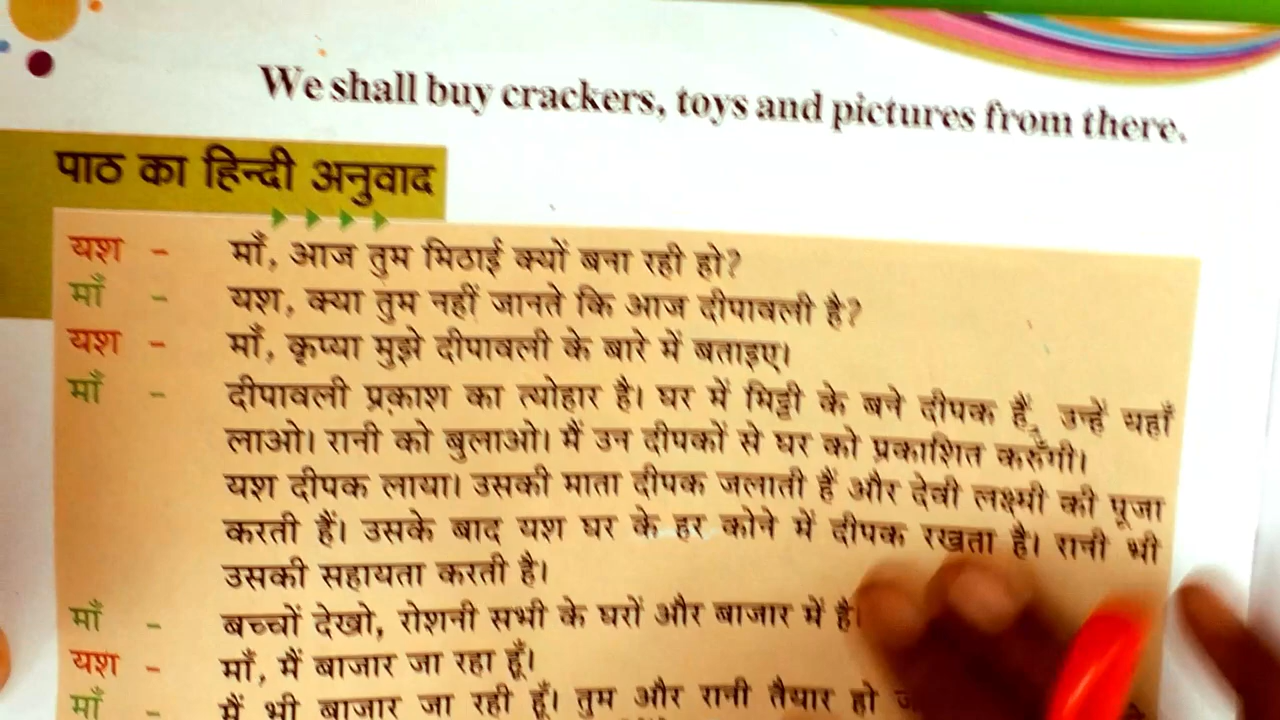 We shall buy crackers, toys and pictures from there.
पाठ का हिन्दी अनुवाद
यश - माँ, आज तुम मिठाई क्यों बना रही हो?
माँ - यश, क्या तुम नहीं जानते कि आज दीपावली है?
यश - माँ, कृप्या मुझे दीपावली के बारे में बताइए।
माँ - दीपावली प्रकाश का त्योहार है। घर में मिट्टी के बने दीपक हैं, उन्हें यहाँ
लाओ। रानी को बुलाओ। मैं उन दीपकों से घर को प्रकाशित करूँगी।
यश दीपक लाया। उसकी माता दीपक जलाती हैं और देवी लक्ष्मी की पूजा
करती हैं। उसके बाद यश घर के हर कोने में दीपक रखता है। रानी भी
उसकी सहायता करती है।
माँ - बच्चों देखो, रोशनी सभी के घरों और बाजार में है।
यश - माँ, मैं बाजार जा रहा हूँ।
माँ - मैं भी बाजार जा रही हूँ। तुम और रानी तैयार हो